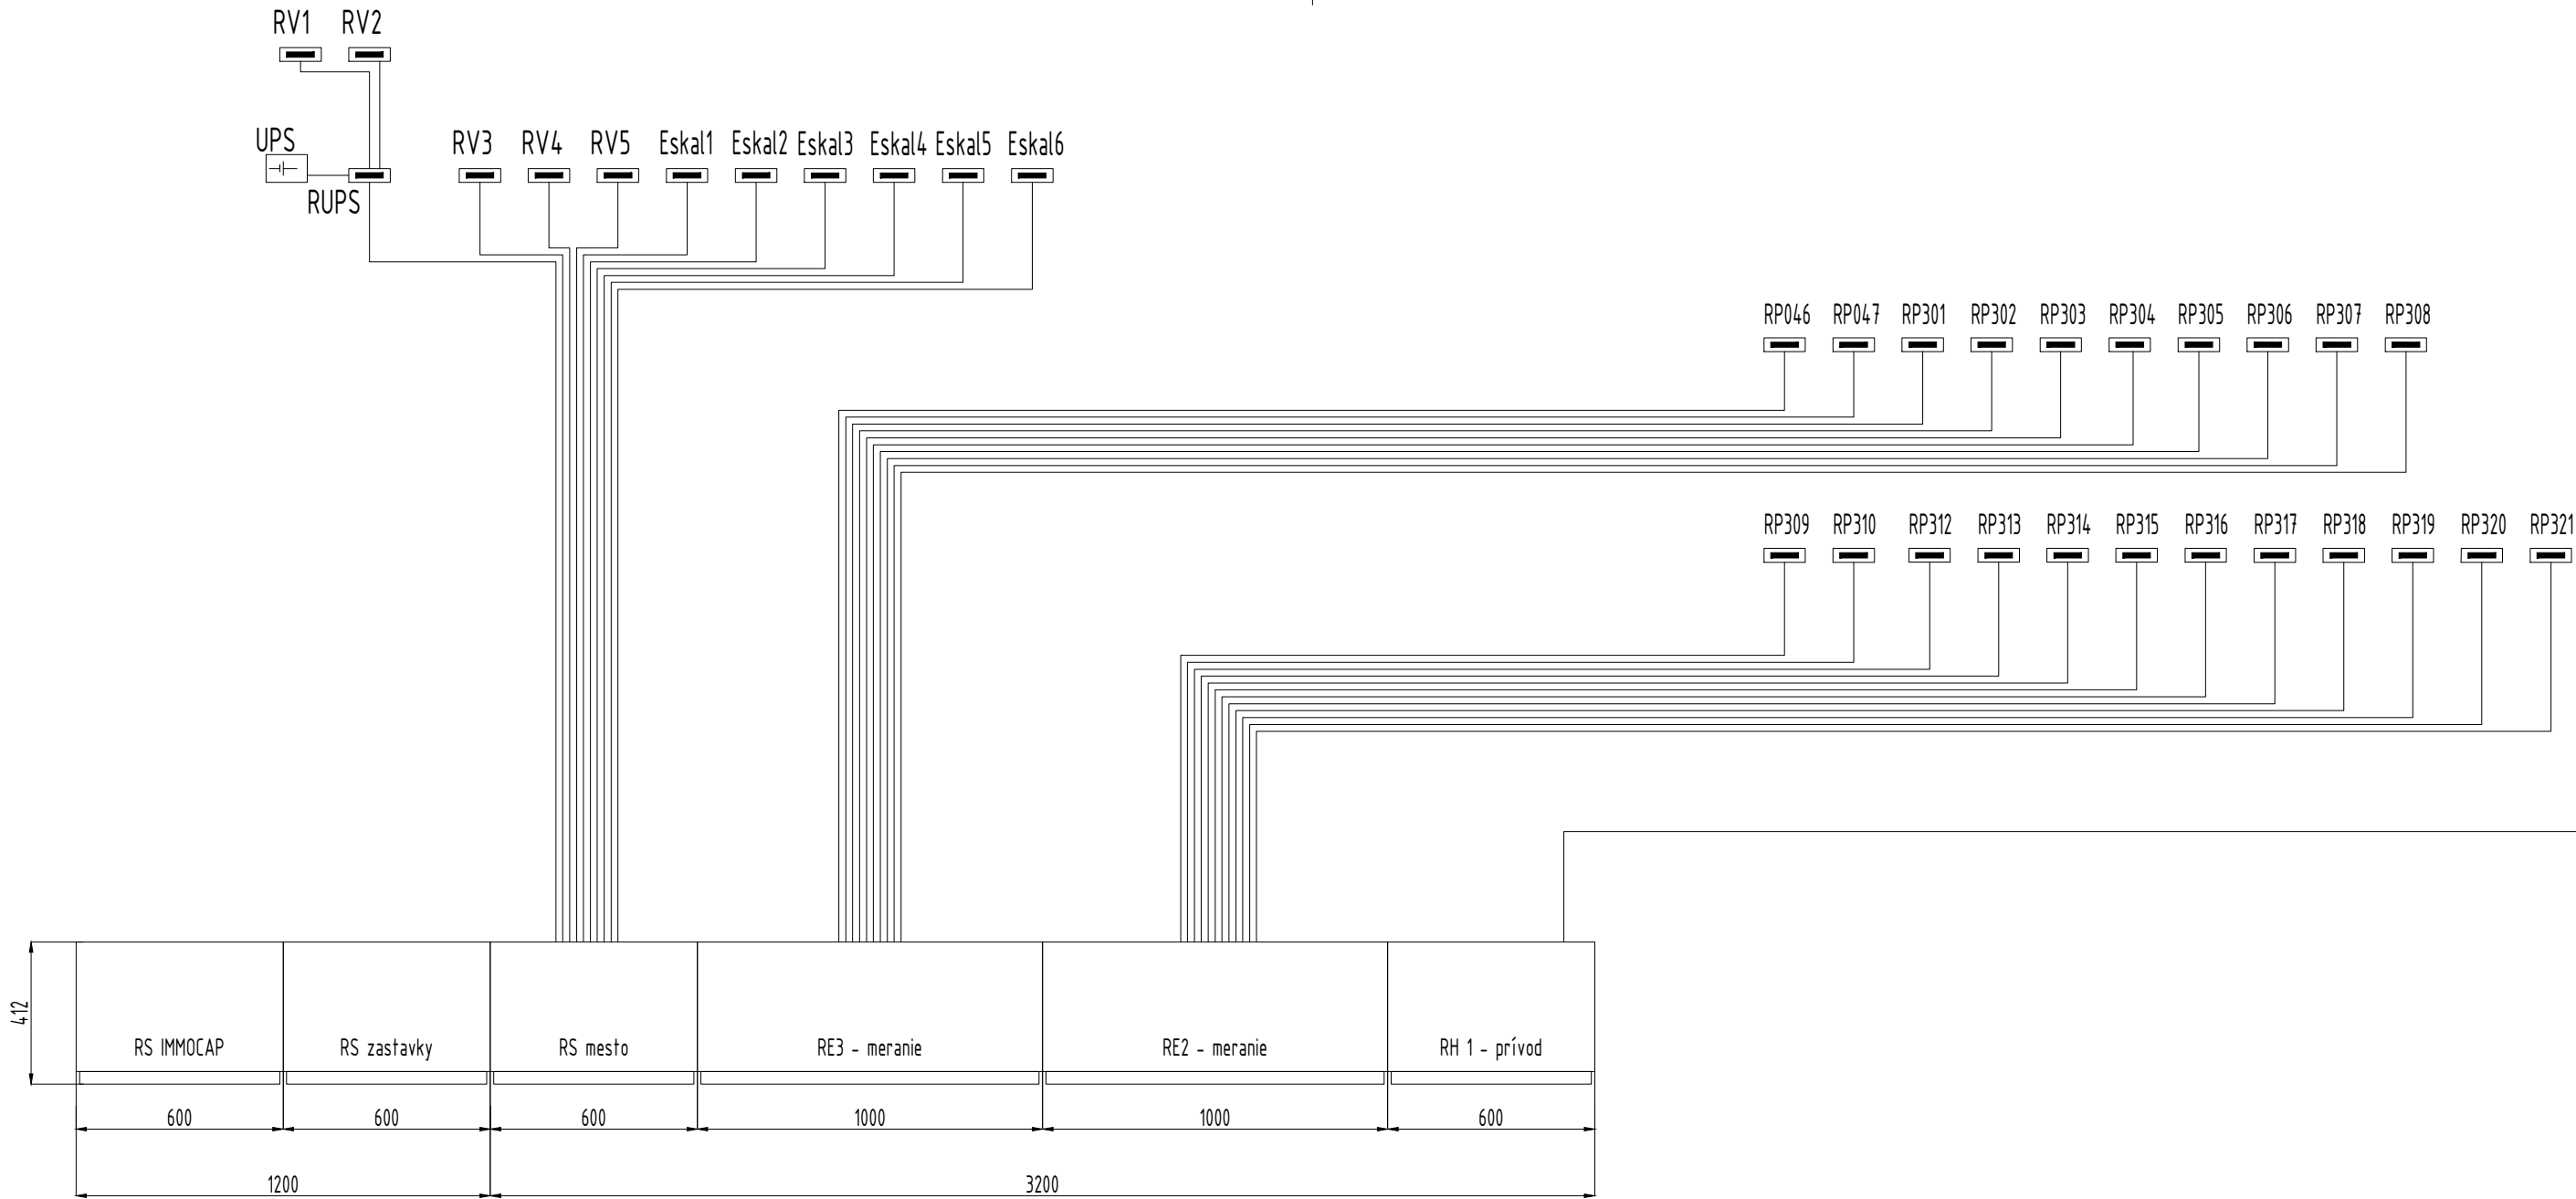 RV1 RV2
UPS
RV3 RV4 RV5 Eskal1 Eskal2 Eskal3 Eskal4 Eskal5 Eskal6
RUPS
RP046 RP047 RP301 RP302 RP303 RP304 RP305 RP306 RP307 RP308
RP309 RP310 RP312 RP313 RP314 RP315 RP316 RP317 RP318 RP319 RP320 RP321
412
RS IMMOCAP RS zastavky RS mesto RE3 - meranie RE2 - meranie RH 1 - prívod
600 600 600 1000 1000 600
1200 3200